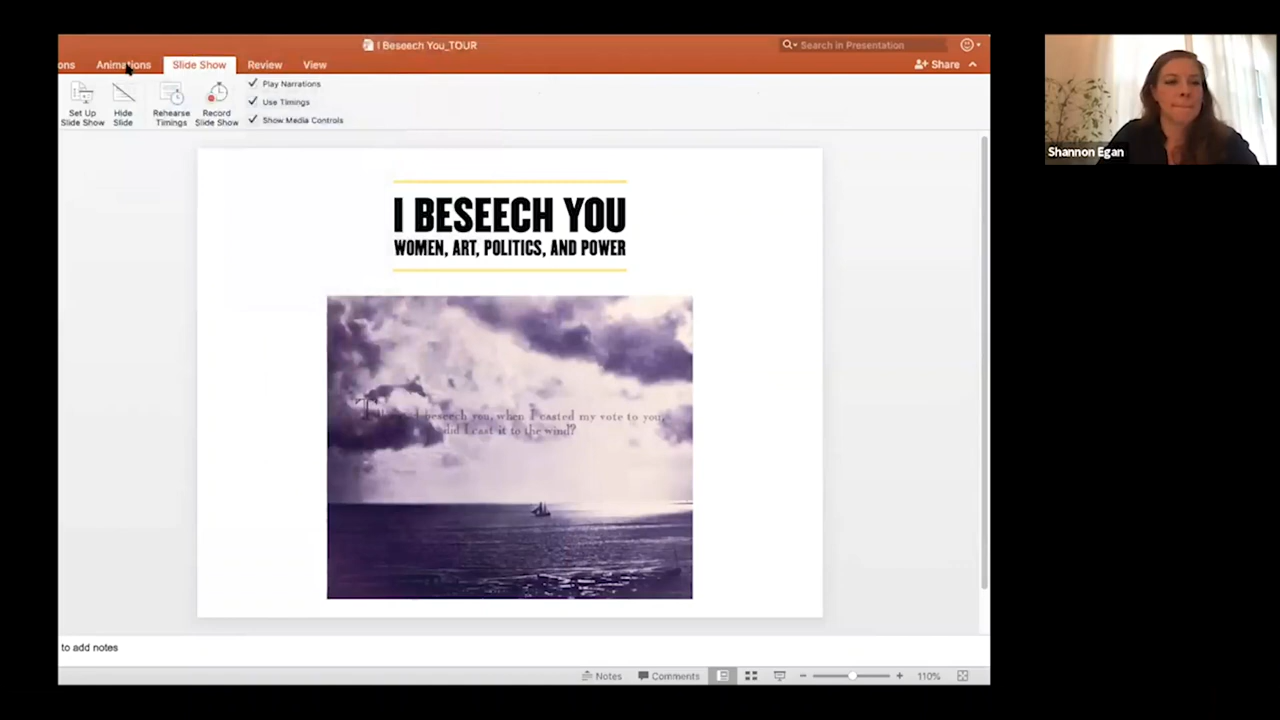 I Beseech You_TOUR
Search in Presentation
ons Animations Slide Show Review View
Share
Set Up Slide Show
Hide Slide
Rehearse Timings
Record Slide Show
Play Narrations
Use Timings
Show Media Controls
I BESEECH YOU
WOMEN, ART, POLITICS, AND POWER
beseech you, when I casted my vote to you,
did I cast it to the wind?
to add notes
Notes Comments 110%
Shannon Egan